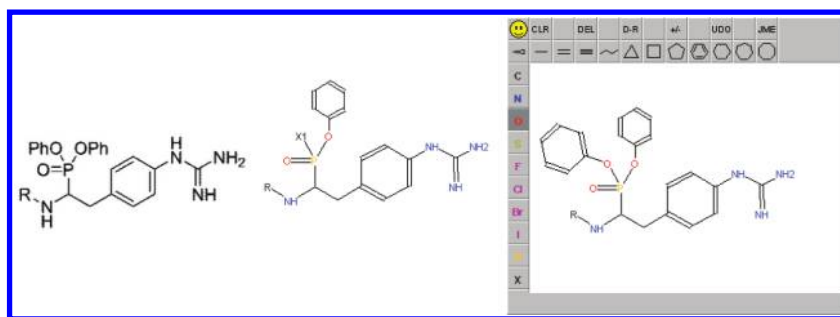 PhO OPh
O P
H
N
NH2
NH
R
N
H
X1
O
O P
NH
NH2
NH
R
NH
CLR DEL D-R +/- UDO JME
C
N
O
S
F
Cl
Br
I
X
O O
O P
NH
NH2
NH
R
NH